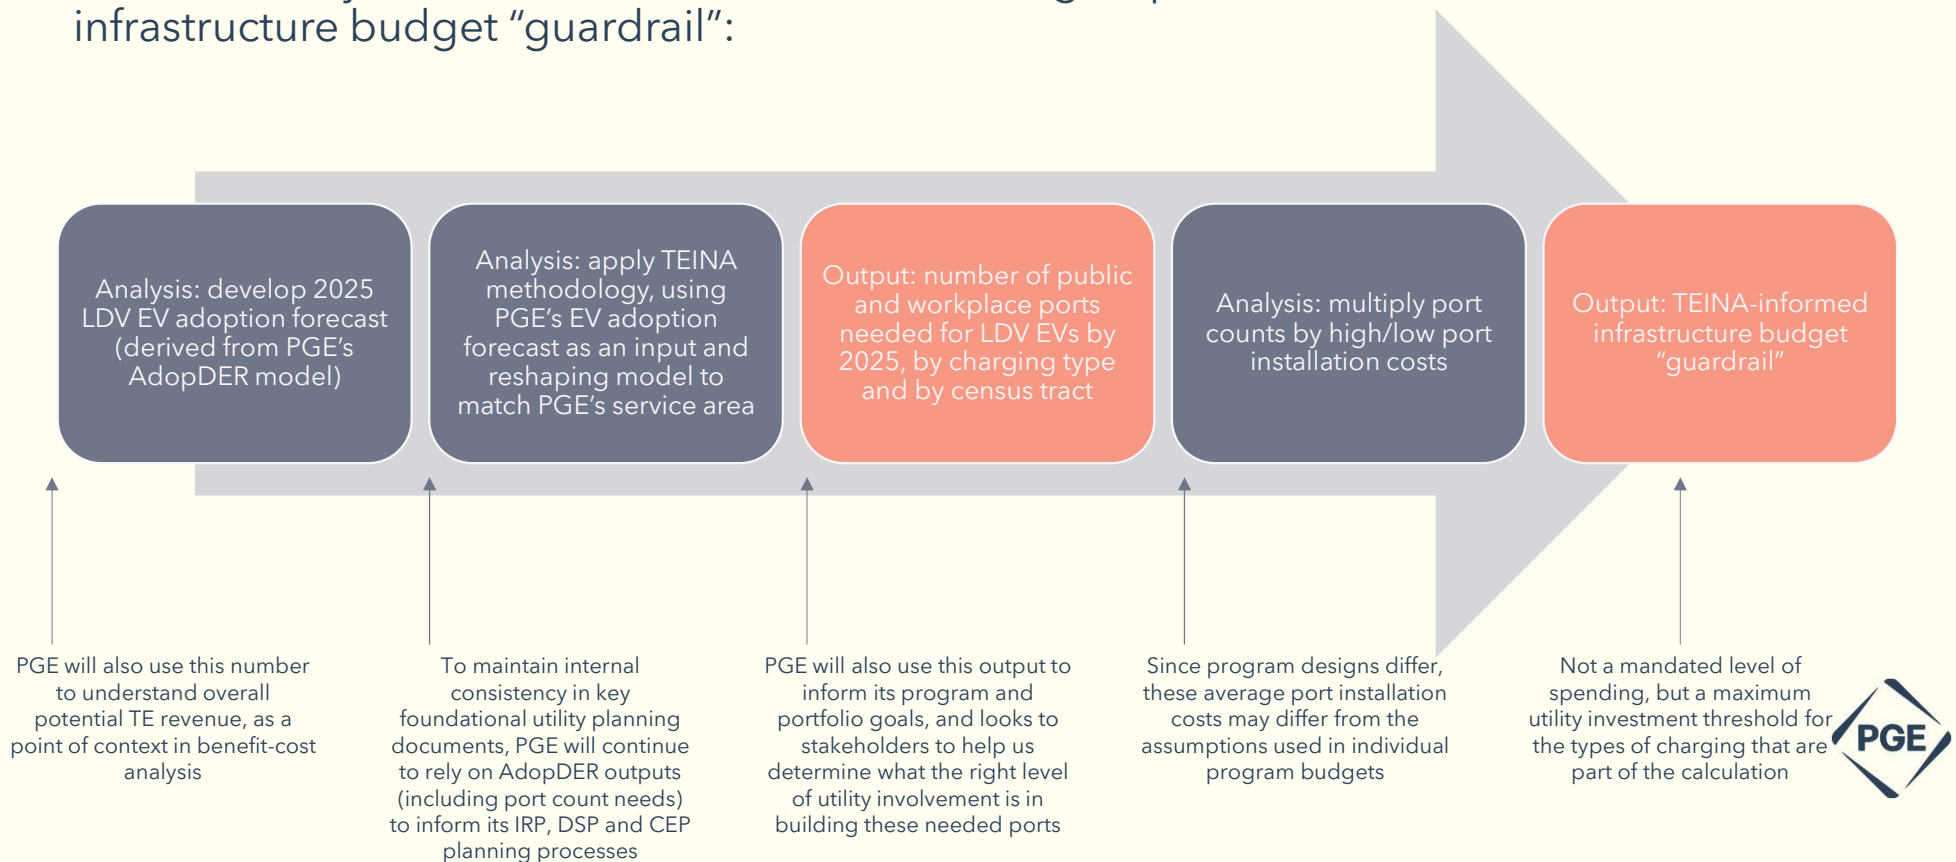 infrastructure budget “guardrail”:
Analysis: develop 2025
LDV EV adoption forecast
(derived from PGE’s
AdopDER model)
Analysis: apply TEINA
methodology, using
PGE’s EV adoption
forecast as an input and
reshaping model to
match PGE’s service area
Output: number of public
and workplace ports
needed for LDV EVs by
2025, by charging type
and by census tract
Analysis: multiply port
counts by high/low port
installation costs
Output: TEINA-informed
infrastructure budget
“guardrail”
PGE will also use this number
to understand overall
potential TE revenue, as a
point of context in benefit-cost
analysis
To maintain internal
consistency in key
foundational utility planning
documents, PGE will continue
to rely on AdopDER outputs
(including port count needs)
to inform its IRP, DSP and CEP
planning processes
PGE will also use this output to
inform its program and
portfolio goals, and looks to
stakeholders to help us
determine what the right level
of utility involvement is in
building these needed ports
Since program designs differ,
these average port installation
costs may differ from the
assumptions used in individual
program budgets
Not a mandated level of
spending, but a maximum
utility investment threshold for
the types of charging that are
part of the calculation
PGE